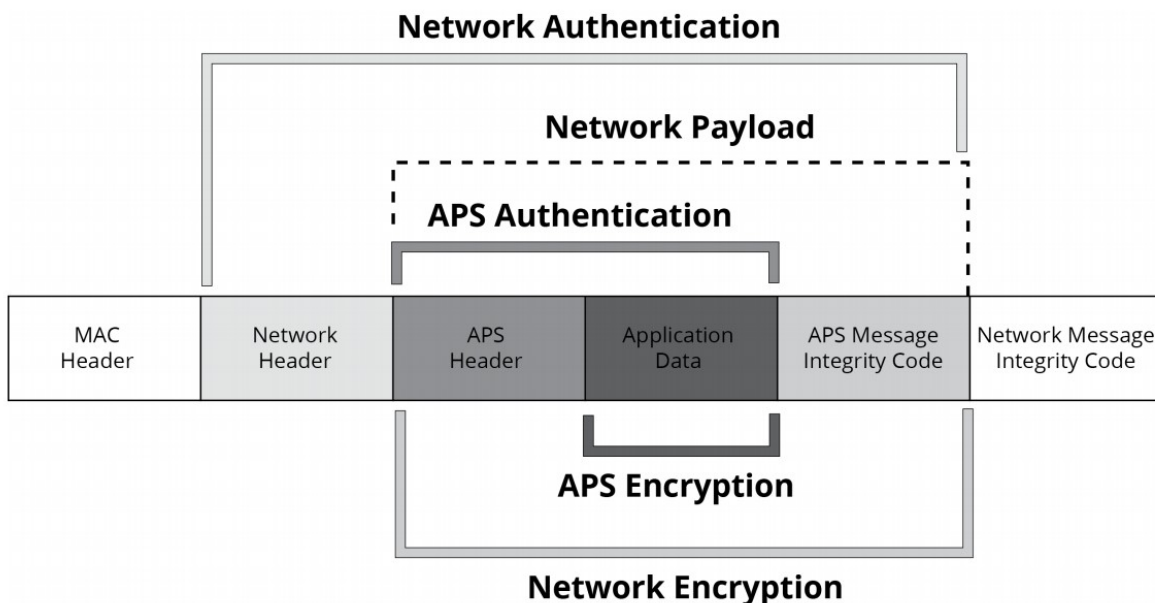 Network Authentication
Network Payload
APS Authentication
MAC
Header
Network
Header
APS
Header
Application
Data
APS Message
Integrity Code
Network Message
Integrity Code
APS Encryption
Network Encryption